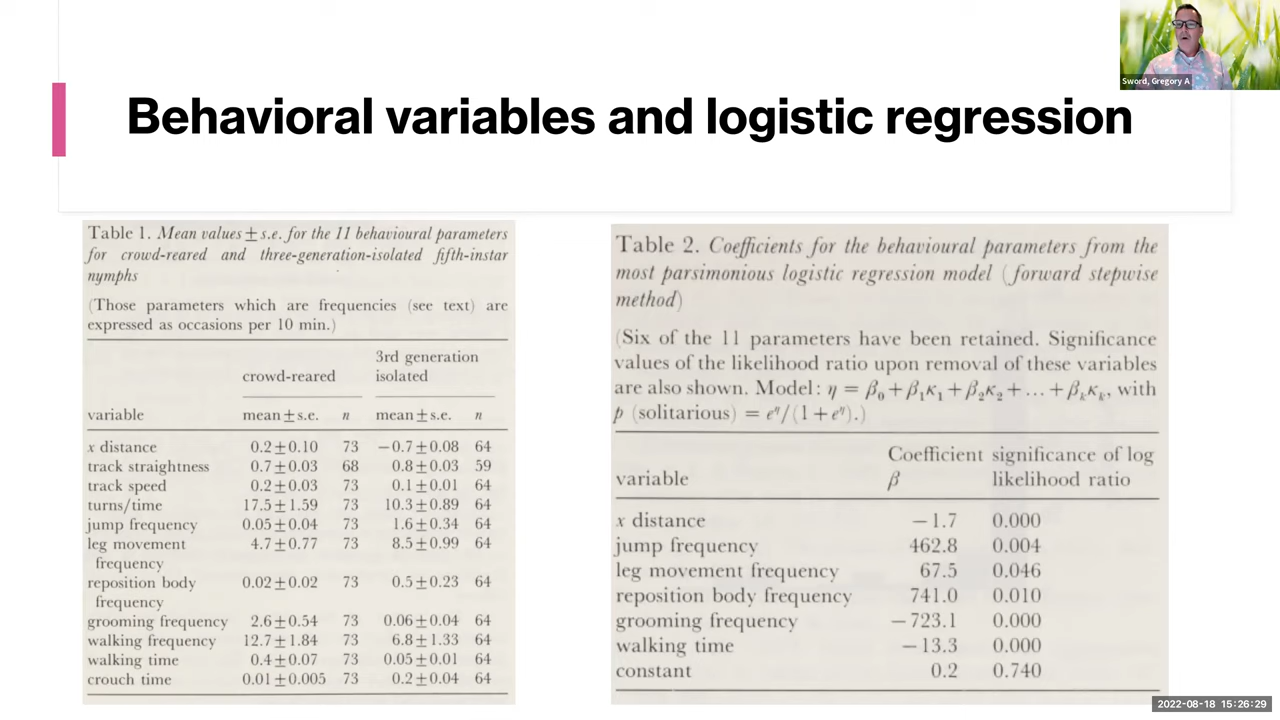 Sword, Gregory A
Behavioral variables and logistic regression
Table 1. Mean values ± s.e. for the 11 behavioural parameters
for crowd-reared and three-generation-isolated fifth-instar
nymphs
(Those parameters which are frequencies (see text) are
expressed as occasions per 10 min.)
3rd generation
crowd-reared isolated
variable mean ± s.e. n mean ± s.e. n
x distance 0.2 ± 0.10 73 −0.7 ± 0.08 64
track straightness 0.7 ± 0.03 68 0.8 ± 0.03 59
track speed 0.2 ± 0.03 73 0.1 ± 0.01 64
turns/time 17.5 ± 1.59 73 10.3 ± 0.89 64
jump frequency 0.05 ± 0.04 73 1.6 ± 0.34 64
leg movement 4.7 ± 0.77 73 8.5 ± 0.99 64
frequency
reposition body 0.02 ± 0.02 73 0.5 ± 0.23 64
frequency
grooming frequency 2.6 ± 0.54 73 0.06 ± 0.04 64
walking frequency 12.7 ± 1.84 73 6.8 ± 1.33 64
walking time 0.4 ± 0.07 73 0.05 ± 0.01 64
crouch time 0.01 ± 0.005 73 0.2 ± 0.04 64
Table 2. Coefficients for the behavioural parameters from the
most parsimonious logistic regression model (forward stepwise
method)
(Six of the 11 parameters have been retained. Significance
values of the likelihood ratio upon removal of these variables
are also shown. Model: η = β₀ + β₁κ₁ + β₂κ₂ + ... + βₖκₖ, with
p (solitarious) = e^η/(1 + e^η).)
Coefficient significance of log
variable β likelihood ratio
x distance −1.7 0.000
jump frequency 462.8 0.004
leg movement frequency 67.5 0.046
reposition body frequency 741.0 0.010
grooming frequency −723.1 0.000
walking time −13.3 0.000
constant 0.2 0.740
2022-08-18 15:26:29